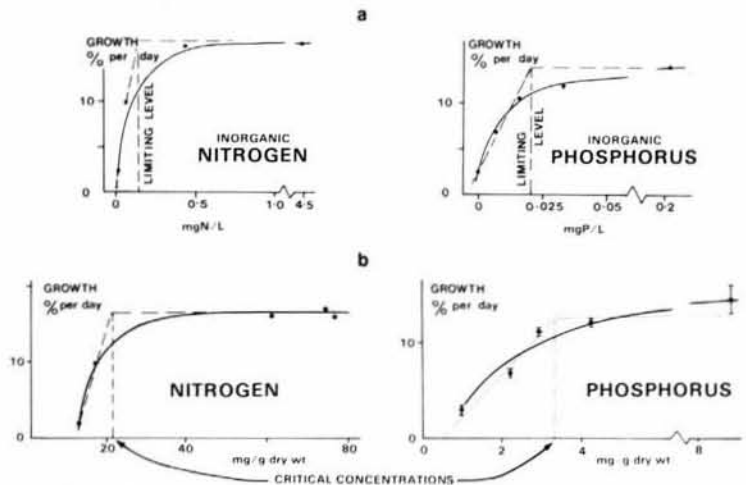 a
GROWTH
% per day
10
0
LIMITING LEVEL
INORGANIC
NITROGEN
0 0·5 1·0 4·5
mgN/L
GROWTH
% per day
10
0
LIMITING
LEVEL
INORGANIC
PHOSPHORUS
0 0·025 0·05 0·2
mgP/L
b
GROWTH
% per day
10
0
NITROGEN
20 40 60 80
mg/g dry wt
GROWTH
% per day
10
0
PHOSPHORUS
0 2 4 6 8
mg·g dry wt
CRITICAL CONCENTRATIONS